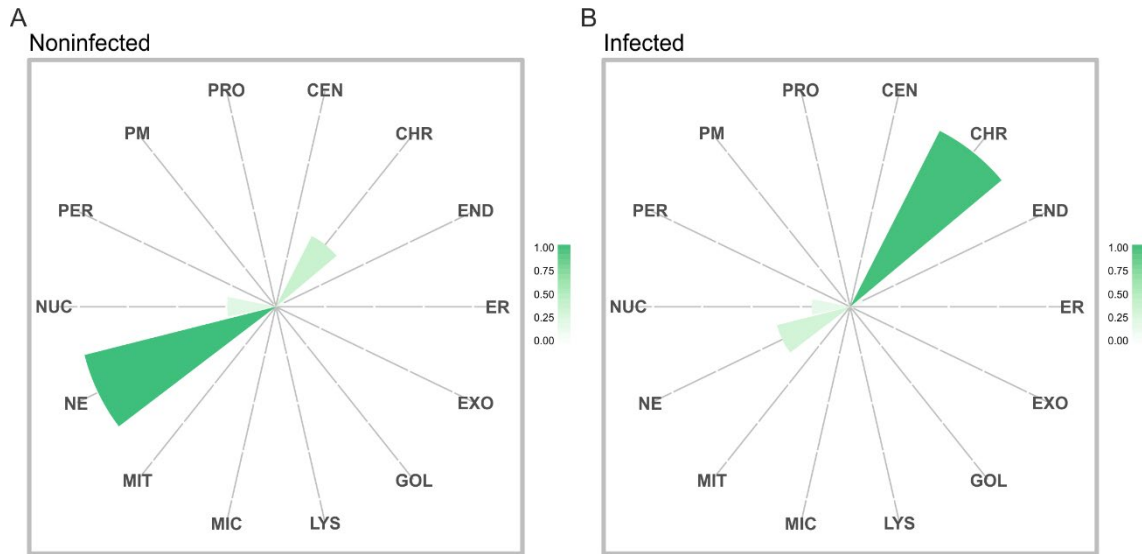 A
Noninfected
PRO
CEN
PM
CHR
PER
END
NUC
ER
NE
EXO
MIT
GOL
MIC
LYS
1.00
0.75
0.50
0.25
0.00
B
Infected
PRO
CEN
PM
CHR
PER
END
NUC
ER
NE
EXO
MIT
GOL
MIC
LYS
1.00
0.75
0.50
0.25
0.00